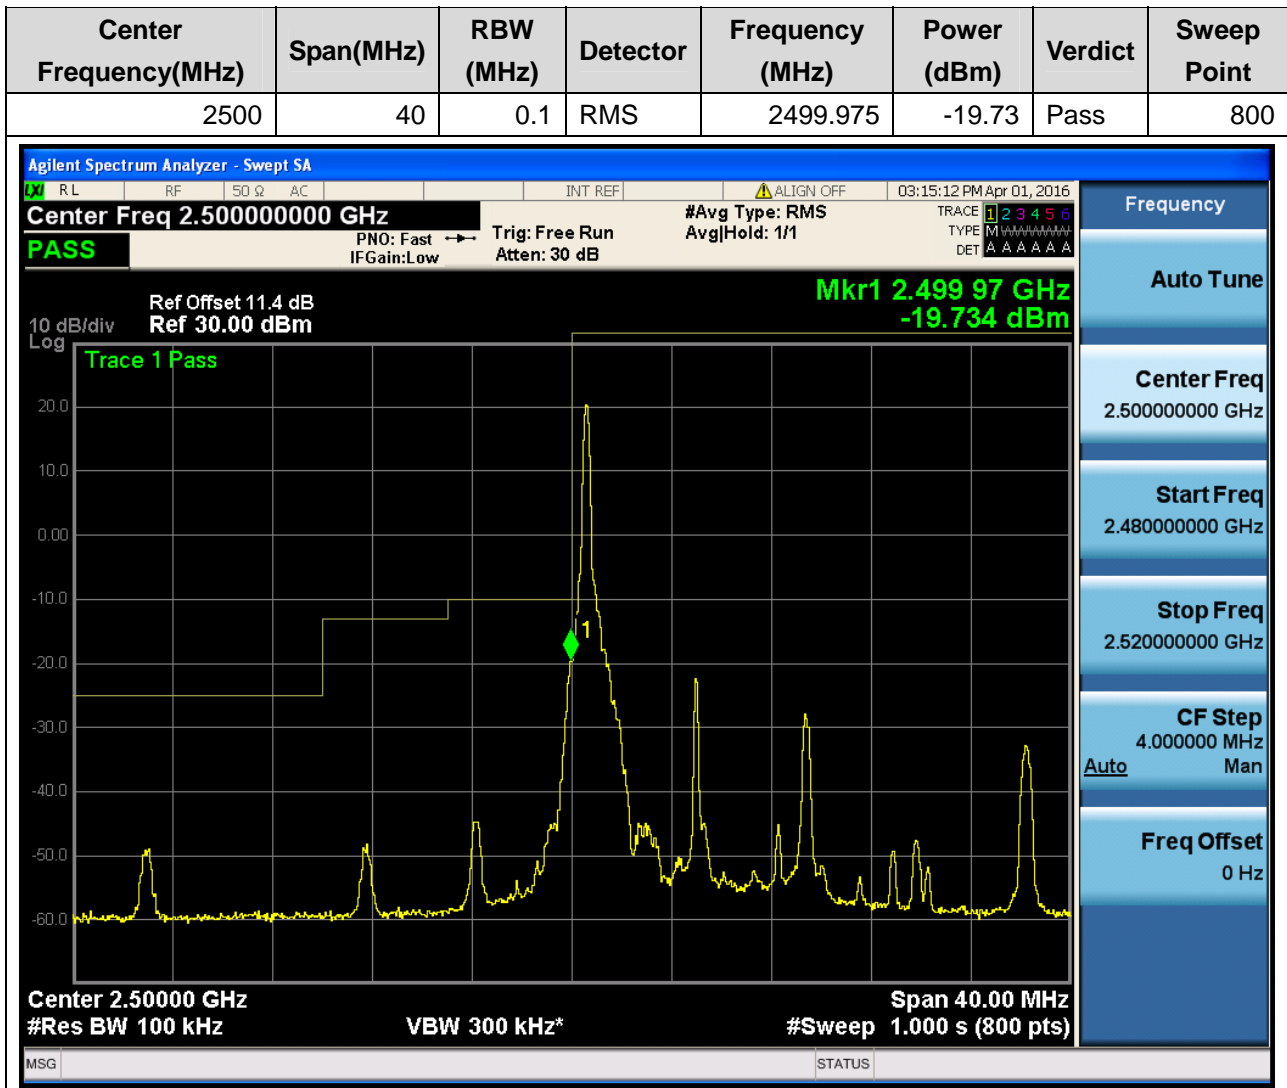 Center Frequency(MHz) Span(MHz) RBW (MHz) Detector Frequency (MHz) Power (dBm) Verdict Sweep Point
2500 40 0.1 RMS 2499.975 -19.73 Pass 800
Agilent Spectrum Analyzer - Swept SA
LXI RL RF 50 Ω AC INT REF ALIGN OFF 03:15:12 PM Apr 01, 2016
Center Freq 2.500000000 GHz
PASS
PNO: Fast
IFGain:Low
Trig: Free Run
Atten: 30 dB
#Avg Type: RMS
Avg|Hold: 1/1
TRACE 1 2 3 4 5 6
TYPE M WWWWW
DET A A A A A A
Ref Offset 11.4 dB
10 dB/div Ref 30.00 dBm
Log
Mkr1 2.499 97 GHz
-19.734 dBm
Trace 1 Pass
20.0
10.0
0.00
-10.0
-20.0
-30.0
-40.0
-50.0
-60.0
1
Center 2.50000 GHz Span 40.00 MHz
#Res BW 100 kHz VBW 300 kHz* #Sweep 1.000 s (800 pts)
MSG STATUS
Frequency
Auto Tune
Center Freq
2.500000000 GHz
Start Freq
2.480000000 GHz
Stop Freq
2.520000000 GHz
CF Step
4.000000 MHz
Auto Man
Freq Offset
0 Hz